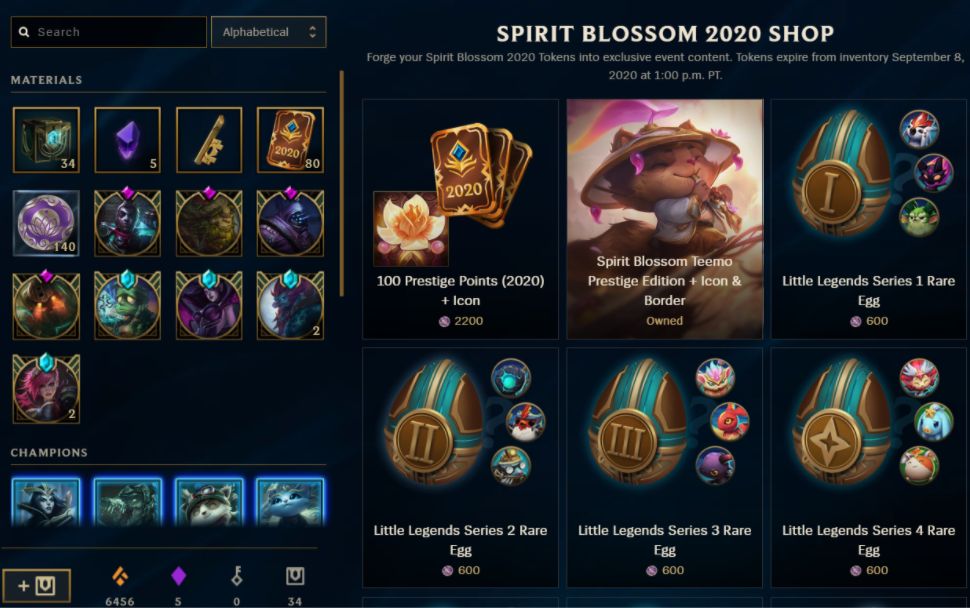 Search
Alphabetical
MATERIALS
34
5
2020
80
140
2
2
CHAMPIONS
6456
5
0
34
SPIRIT BLOSSOM 2020 SHOP
Forge your Spirit Blossom 2020 Tokens into exclusive event content. Tokens expire from inventory September 8,
2020 at 1:00 p.m. PT.
2020
100 Prestige Points (2020)
+ Icon
2200
Spirit Blossom Teemo
Prestige Edition + Icon &
Border
Owned
I
Little Legends Series 1 Rare
Egg
600
II
Little Legends Series 2 Rare
Egg
600
III
Little Legends Series 3 Rare
Egg
600
Little Legends Series 4 Rare
Egg
600